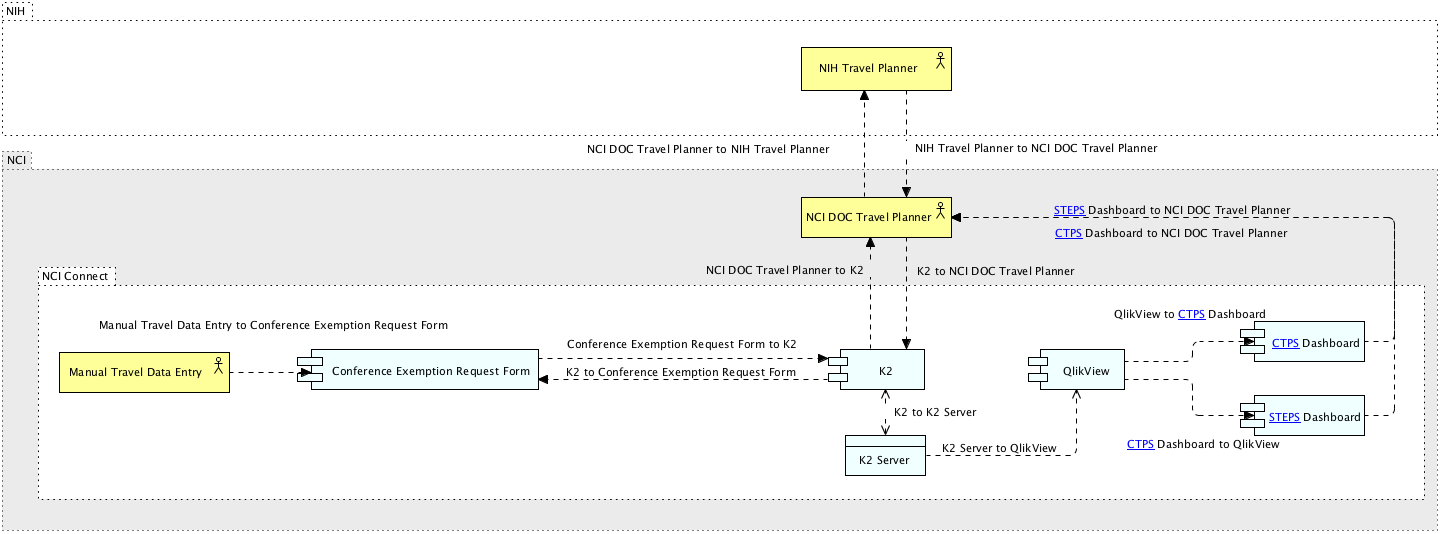 NIH
NIH Travel Planner
NCI DOC Travel Planner to NIH Travel Planner
NIH Travel Planner to NCI DOC Travel Planner
NCI
NCI DOC Travel Planner
STEPS Dashboard to NCI DOC Travel Planner
CTPS Dashboard to NCI DOC Travel Planner
NCI Connect
NCI DOC Travel Planner to K2
K2 to NCI DOC Travel Planner
Manual Travel Data Entry to Conference Exemption Request Form
QlikView to CTPS Dashboard
Conference Exemption Request Form to K2
CTPS Dashboard
Manual Travel Data Entry
Conference Exemption Request Form
K2 to Conference Exemption Request Form
K2
QlikView
K2 to K2 Server
STEPS Dashboard
CTPS Dashboard to QlikView
K2 Server to QlikView
K2 Server